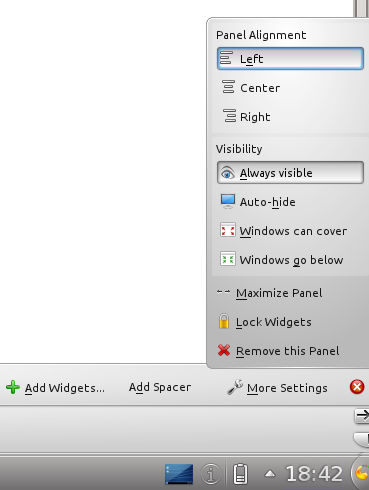 Panel Alignment
Left
Center
Right
Visibility
Always visible
Auto-hide
Windows can cover
Windows go below
Maximize Panel
Lock Widgets
Remove this Panel
Add Widgets... Add Spacer More Settings
18:42